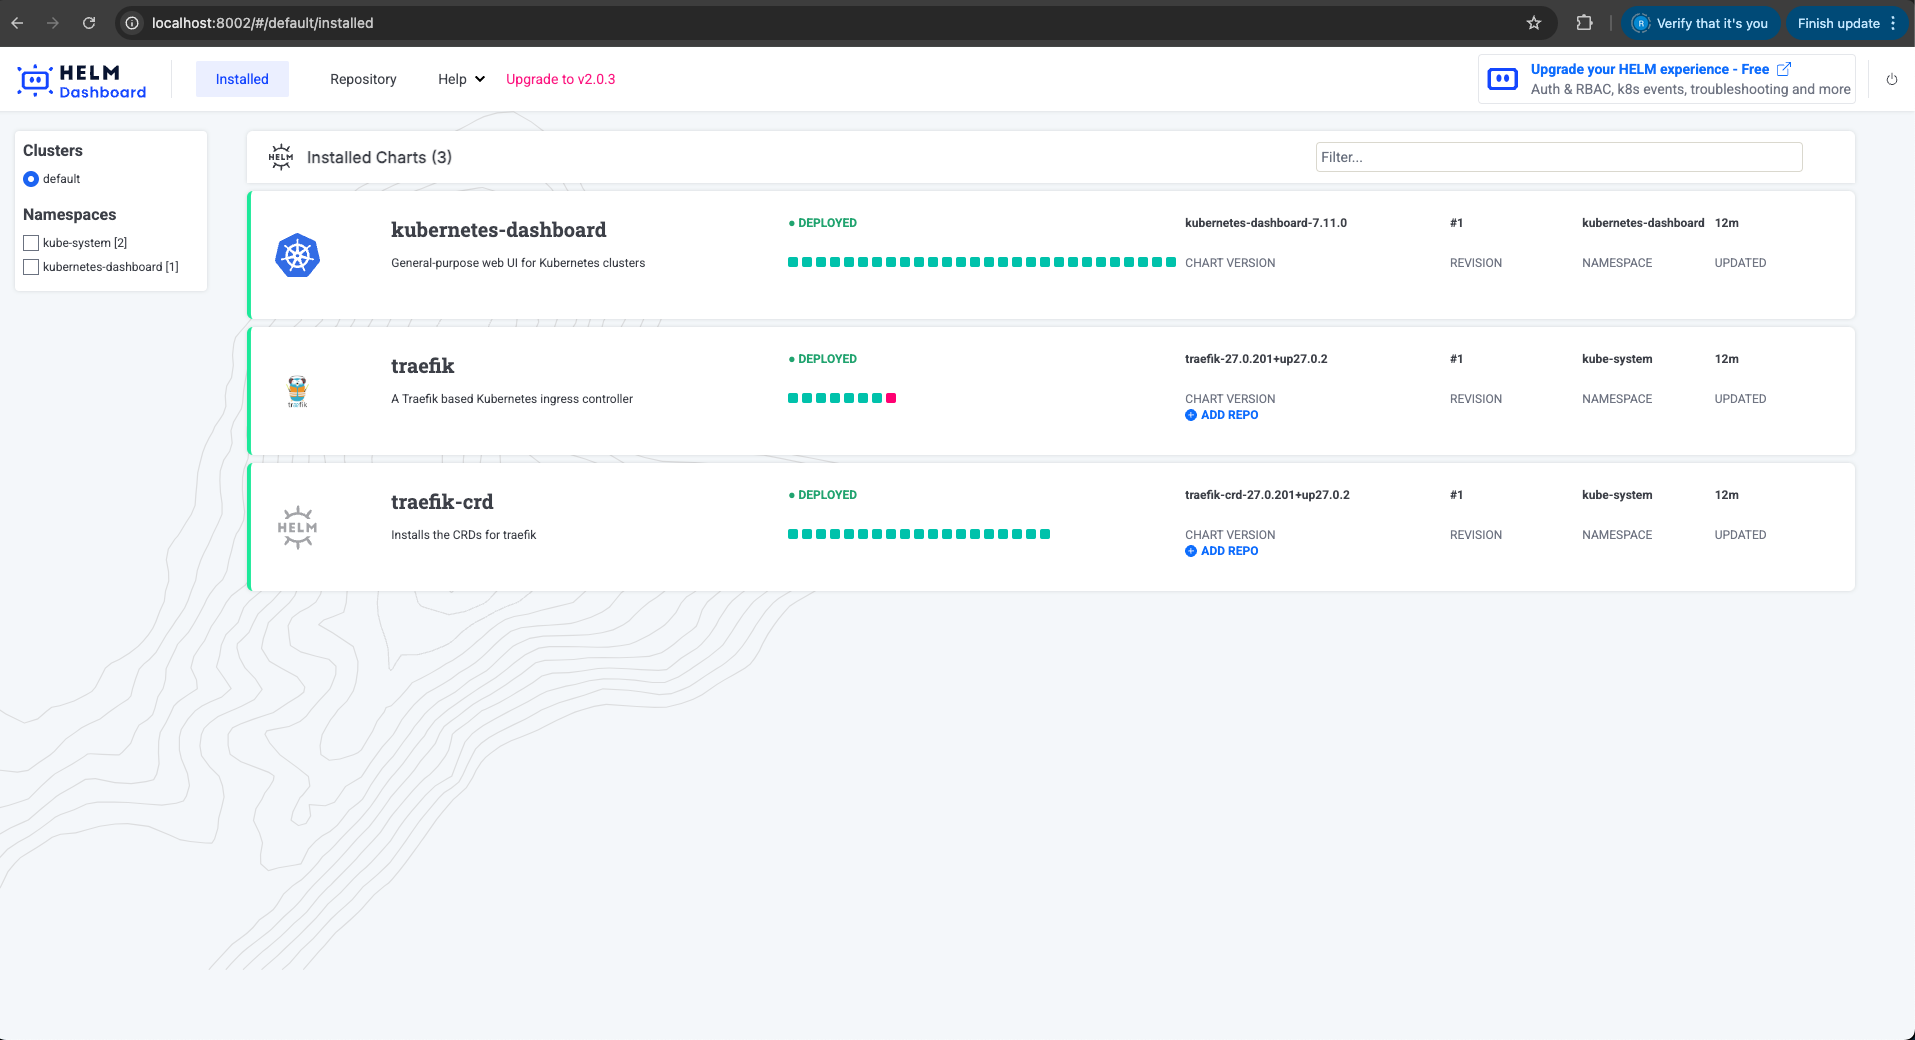 localhost:8002/#/default/installed
R
Verify that it's you
Finish update
HELM
Dashboard
Installed
Repository
Help
Upgrade to v2.0.3
Upgrade your HELM experience - Free
Auth & RBAC, k8s events, troubleshooting and more
Clusters
default
Namespaces
kube-system [2]
kubernetes-dashboard [1]
HELM
Installed Charts (3)
Filter...
kubernetes-dashboard
General-purpose web UI for Kubernetes clusters
● DEPLOYED
kubernetes-dashboard-7.11.0
CHART VERSION
#1
REVISION
kubernetes-dashboard
NAMESPACE
12m
UPDATED
træfik
traefik
A Traefik based Kubernetes ingress controller
● DEPLOYED
traefik-27.0.201+up27.0.2
CHART VERSION
ADD REPO
#1
REVISION
kube-system
NAMESPACE
12m
UPDATED
HELM
traefik-crd
Installs the CRDs for traefik
● DEPLOYED
traefik-crd-27.0.201+up27.0.2
CHART VERSION
ADD REPO
#1
REVISION
kube-system
NAMESPACE
12m
UPDATED